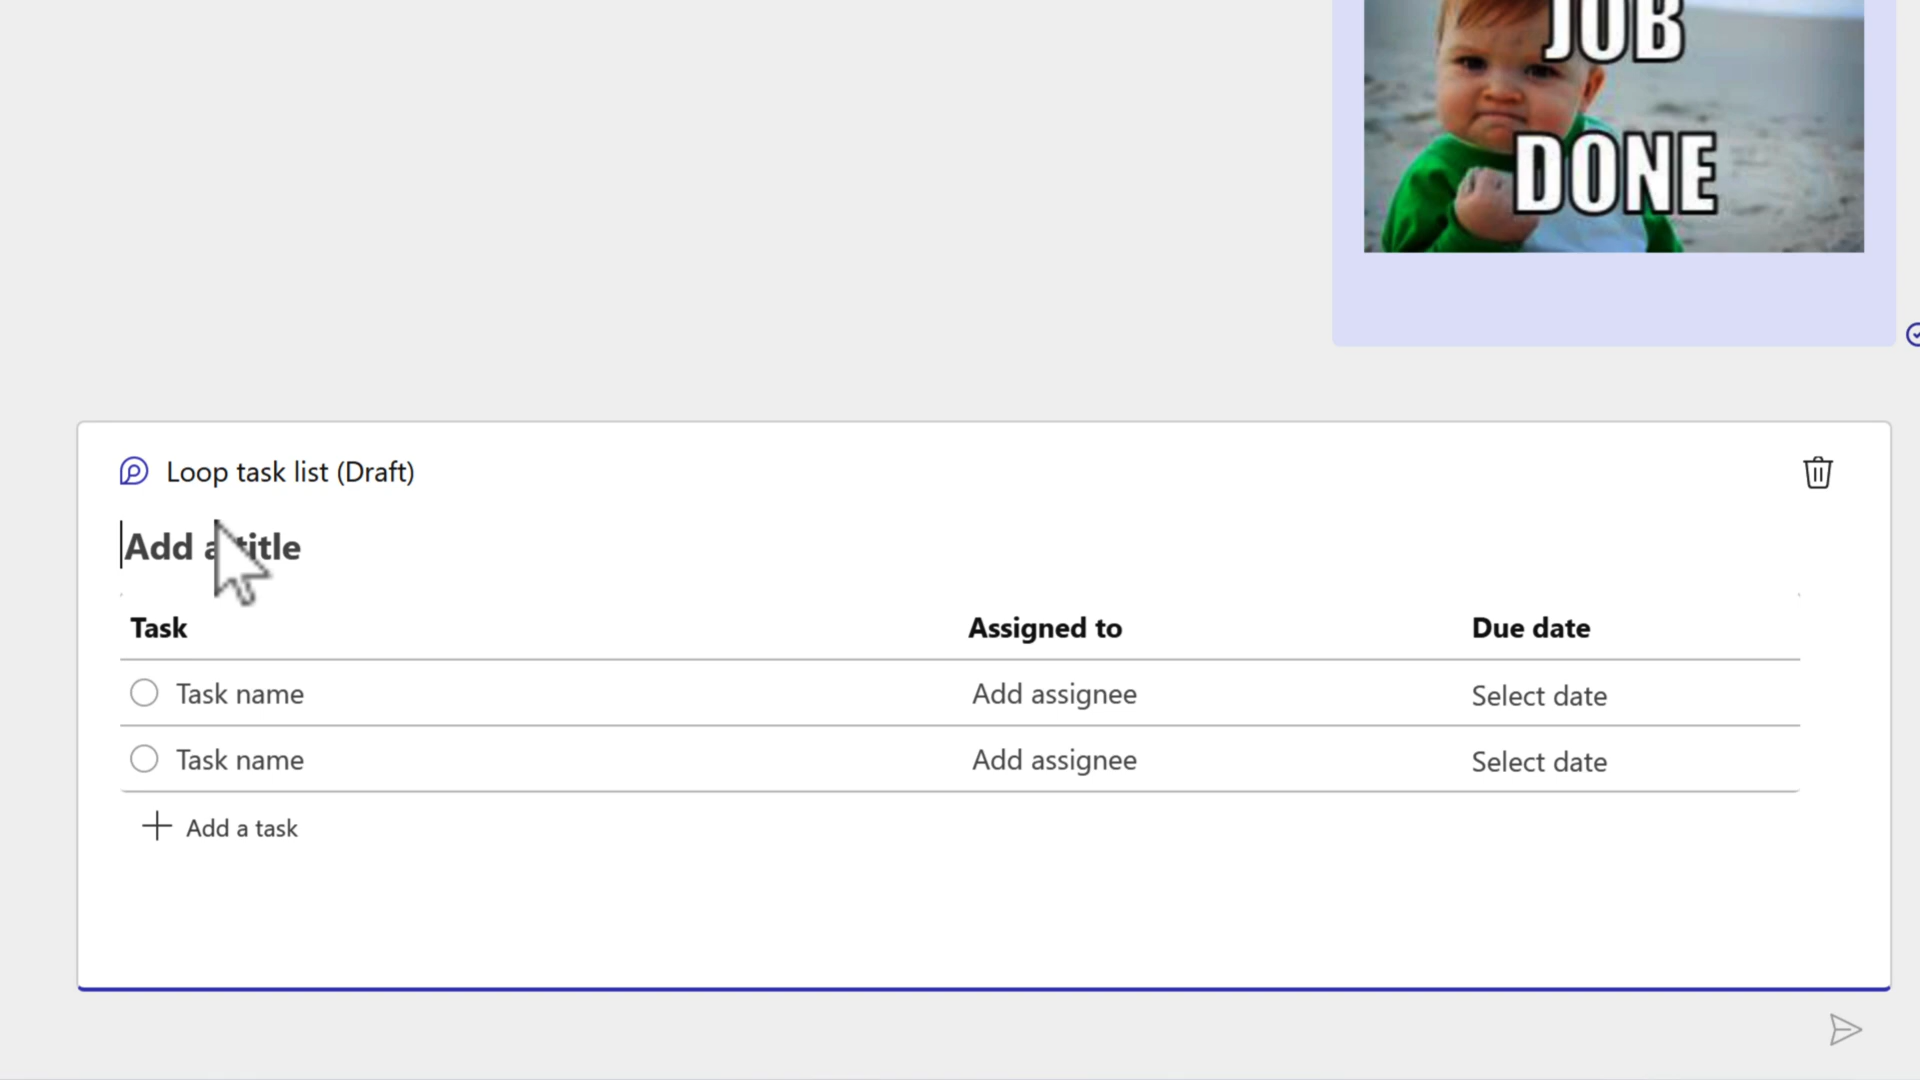 JOB
DONE
Loop task list (Draft)
Add a title
Task Assigned to Due date
Task name Add assignee Select date
Task name Add assignee Select date
Add a task